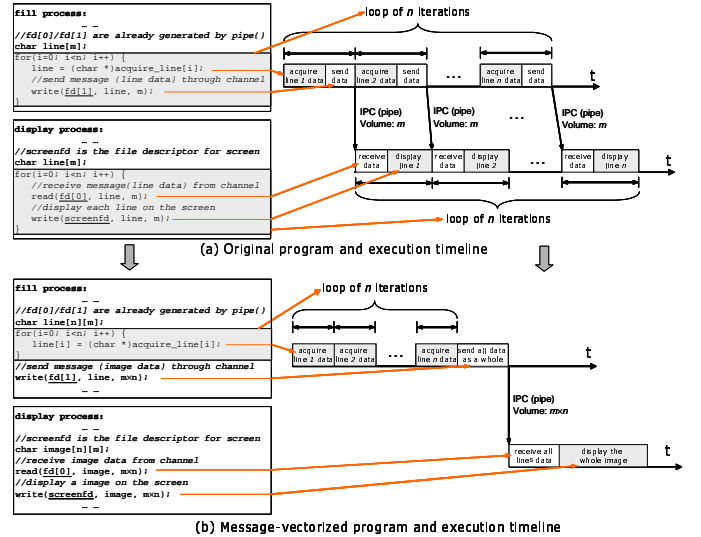 fill process:
… …
//fd[0]/fd[1] are already generated by pipe()
char line[m];
for(i=0; i<n; i++) {
line = (char *)acquire_line[i];
//send message (line data) through channel
write(fd[1], line, m);
}
loop of n iterations
acquire line 1 data
send data
acquire line 2 data
send data
...
acquire line n data
send data
t
IPC (pipe)
Volume: m
IPC (pipe)
Volume: m
...
IPC (pipe)
Volume: m
display process:
… …
//screenfd is the file descriptor for screen
char line[m];
for(i=0; i<n; i++) {
//receive message(line data) from channel
read(fd[0], line, m);
//display each line on the screen
write(screenfd, line, m);
}
receive data
display line 1
receive data
display line 2
...
receive data
display line n
t
loop of n iterations
(a) Original program and execution timeline
fill process:
… …
//fd[0]/fd[1] are already generated by pipe()
char line[n][m];
for(i=0; i<n; i++) {
line[i] = (char *)acquire_line[i];
}
//send message (image data) through channel
write(fd[1], line, m×n);
… …
loop of n iterations
acquire line 1 data
acquire line 2 data
...
acquire line n data
send all data as a whole
t
IPC (pipe)
Volume: m×n
display process:
… …
//screenfd is the file descriptor for screen
char image[n][m];
//receive image data from channel
read(fd[0], image, m×n);
//display a image on the screen
write(screenfd, image, m×n);
… …
receive all lines data
display the whole image
t
(b) Message-vectorized program and execution timeline